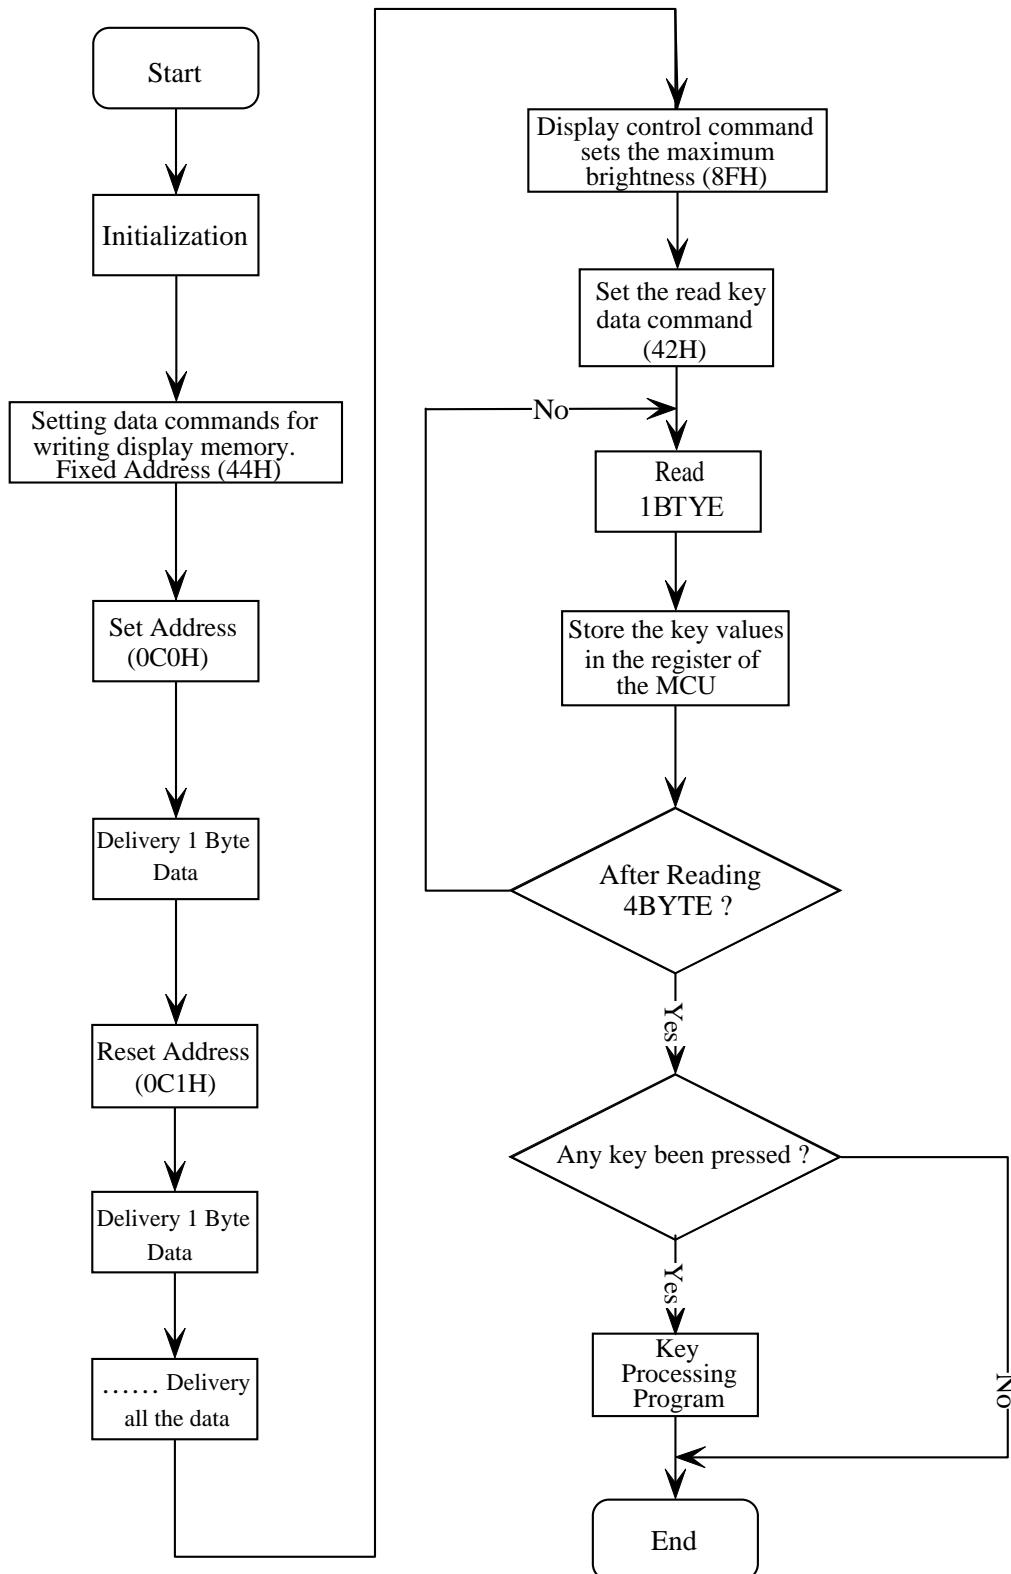 Start
Initialization
Setting data commands for
writing display memory.
Fixed Address (44H)
Set Address
(0C0H)
Delivery 1 Byte
Data
Reset Address
(0C1H)
Delivery 1 Byte
Data
…… Delivery
all the data
Display control command
sets the maximum
brightness (8FH)
Set the read key
data command
(42H)
No
Read
1BTYE
Store the key values
in the register of
the MCU
After Reading
4BYTE ?
Yes
Any key been pressed ?
Yes
No
Key
Processing
Program
End